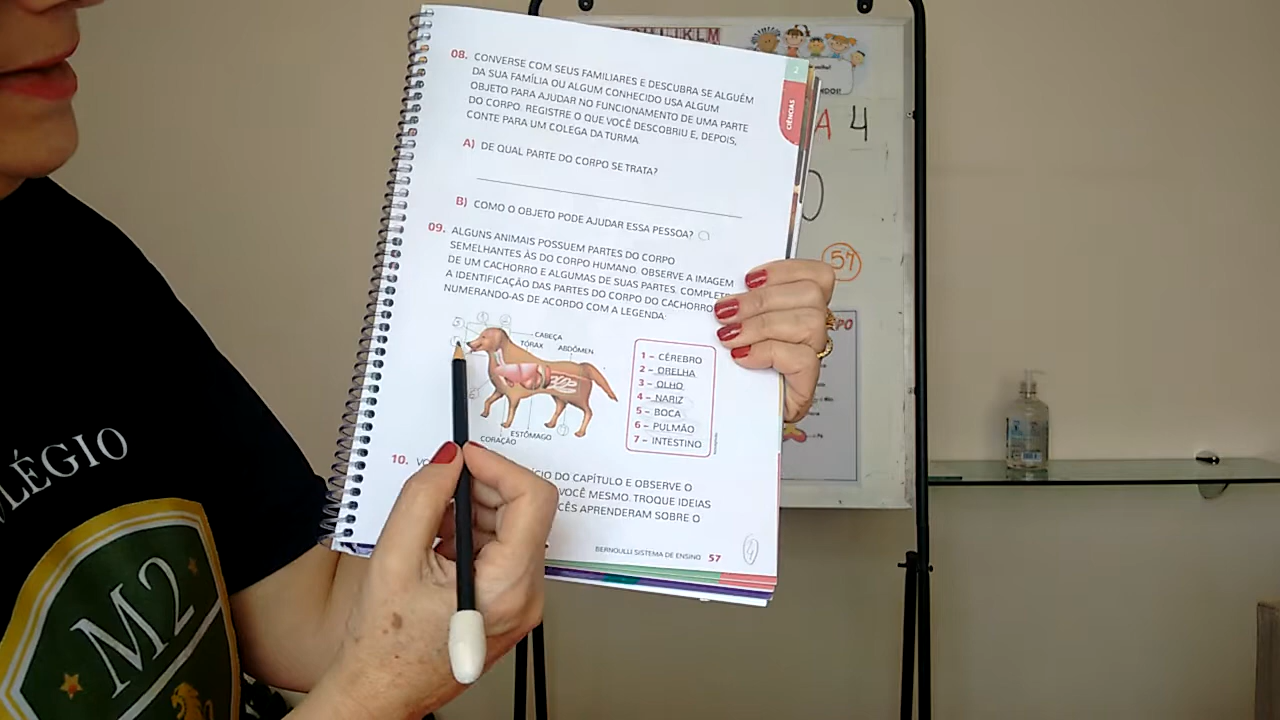 08. CONVERSE COM SEUS FAMILIARES E DESCUBRA SE ALGUÉM
DA SUA FAMÍLIA OU ALGUM CONHECIDO USA ALGUM
OBJETO PARA AJUDAR NO FUNCIONAMENTO DE UMA PARTE
DO CORPO. REGISTRE O QUE VOCÊ DESCOBRIU E, DEPOIS,
CONTE PARA UM COLEGA DA TURMA.
A) DE QUAL PARTE DO CORPO SE TRATA?
B) COMO O OBJETO PODE AJUDAR ESSA PESSOA?
09. ALGUNS ANIMAIS POSSUEM PARTES DO CORPO
SEMELHANTES ÀS DO CORPO HUMANO. OBSERVE A IMAGEM
DE UM CACHORRO E ALGUMAS DE SUAS PARTES. COMPLETE
A IDENTIFICAÇÃO DAS PARTES DO CORPO DO CACHORRO
NUMERANDO-AS DE ACORDO COM A LEGENDA:
CABEÇA
TÓRAX
ABDÔMEN
ESTÔMAGO
CORAÇÃO
1 – CÉREBRO
2 – ORELHA
3 – OLHO
4 – NARIZ
5 – BOCA
6 – PULMÃO
7 – INTESTINO
10.
DO CAPÍTULO E OBSERVE O
VOCÊ MESMO. TROQUE IDEIAS
APRENDERAM SOBRE O
BERNOULLI SISTEMA DE ENSINO 57
2
CIÊNCIAS
A 4
57
M2